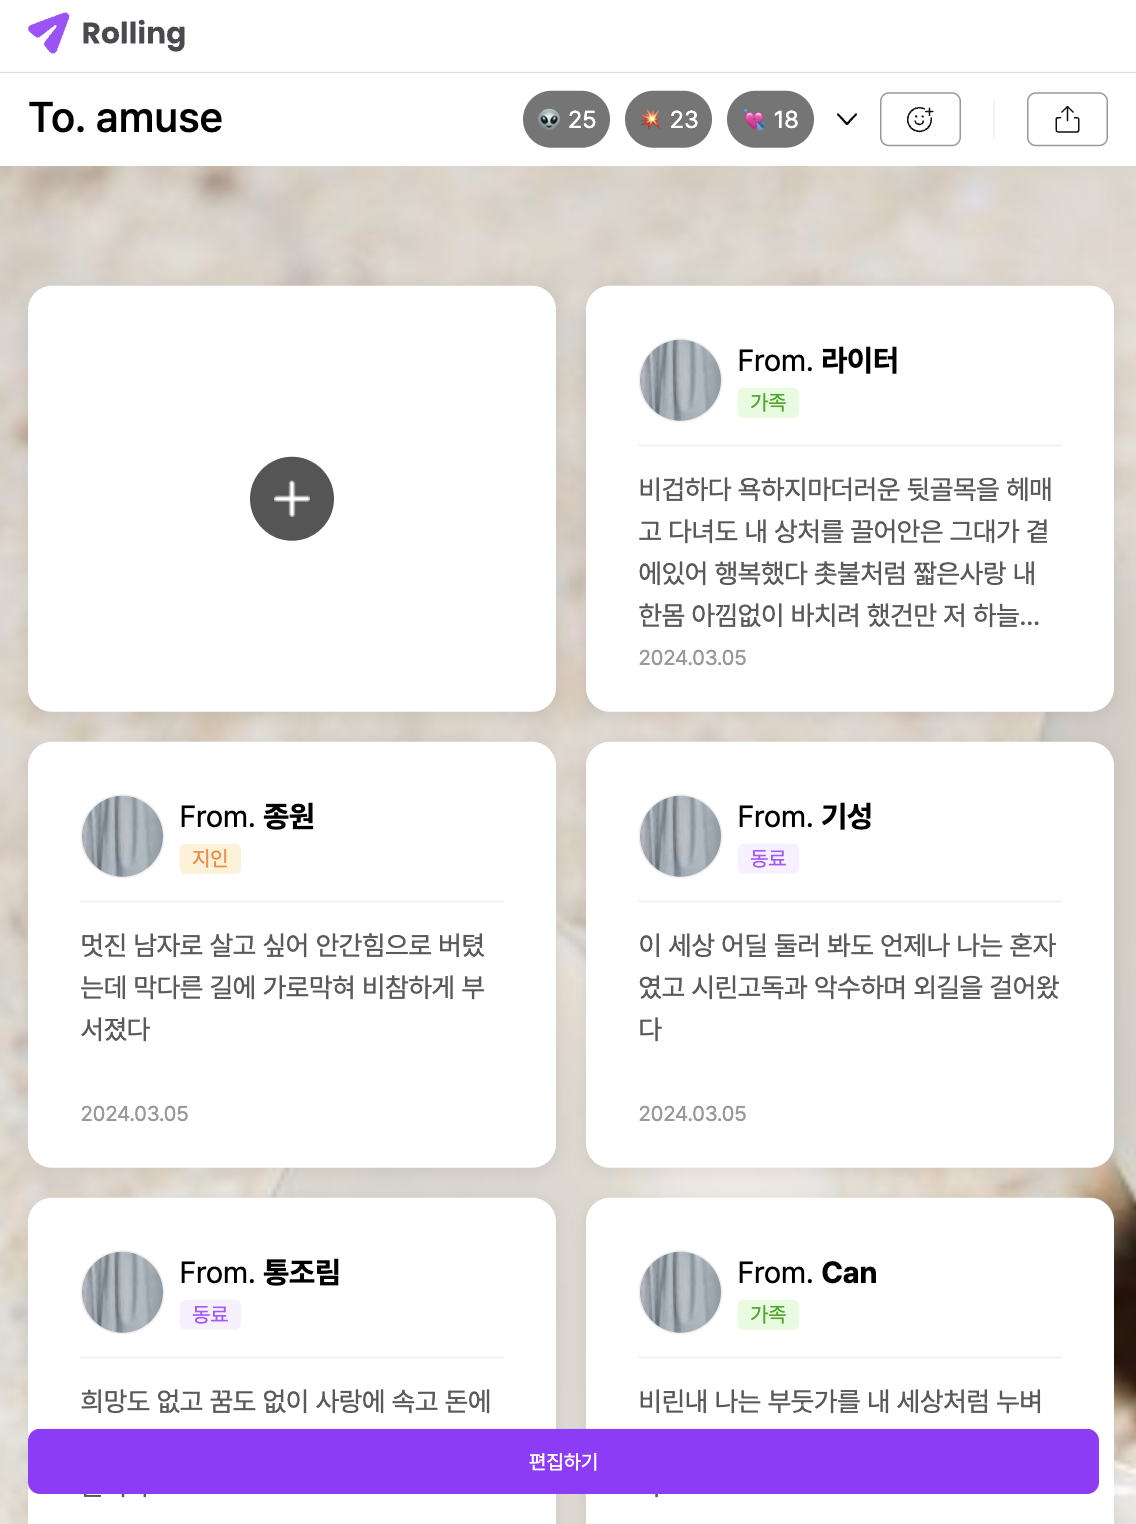 Rolling
To. amuse
👽 25
💥 23
💘 18
From. 라이터
가족
비겁하다 욕하지마더러운 뒷골목을 헤매
고 다녀도 내 상처를 끌어안은 그대가 곁
에있어 행복했다 촛불처럼 짧은사랑 내
한몸 아낌없이 바치려 했건만 저 하늘...
2024.03.05
From. 종원
지인
멋진 남자로 살고 싶어 안간힘으로 버텼
는데 막다른 길에 가로막혀 비참하게 부
서졌다
2024.03.05
From. 기성
동료
이 세상 어딜 둘러 봐도 언제나 나는 혼자
였고 시린고독과 악수하며 외길을 걸어왔
다
2024.03.05
From. 통조림
동료
희망도 없고 꿈도 없이 사랑에 속고 돈에
From. Can
가족
비린내 나는 부둣가를 내 세상처럼 누벼
편집하기